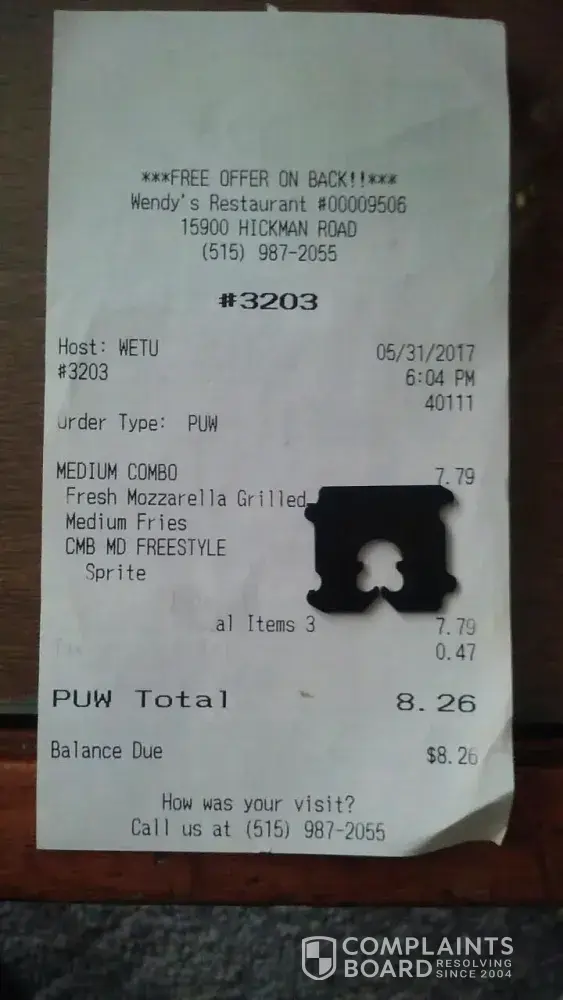 ***FREE OFFER ON BACK!!***
Wendy's Restaurant #00009506
15900 HICKMAN ROAD
(515) 987-2055
#3203
Host: WETU 05/31/2017
#3203 6:04 PM
40111
Order Type: PUW
MEDIUM COMBO 7.79
Fresh Mozzarella Grilled
Medium Fries
CMB MD FREESTYLE
Sprite
al Items 3 7.79
0.47
PUW Total 8.26
Balance Due $8.26
How was your visit?
Call us at (515) 987-2055
COMPLAINTS
BOARD RESOLVING
SINCE 2004